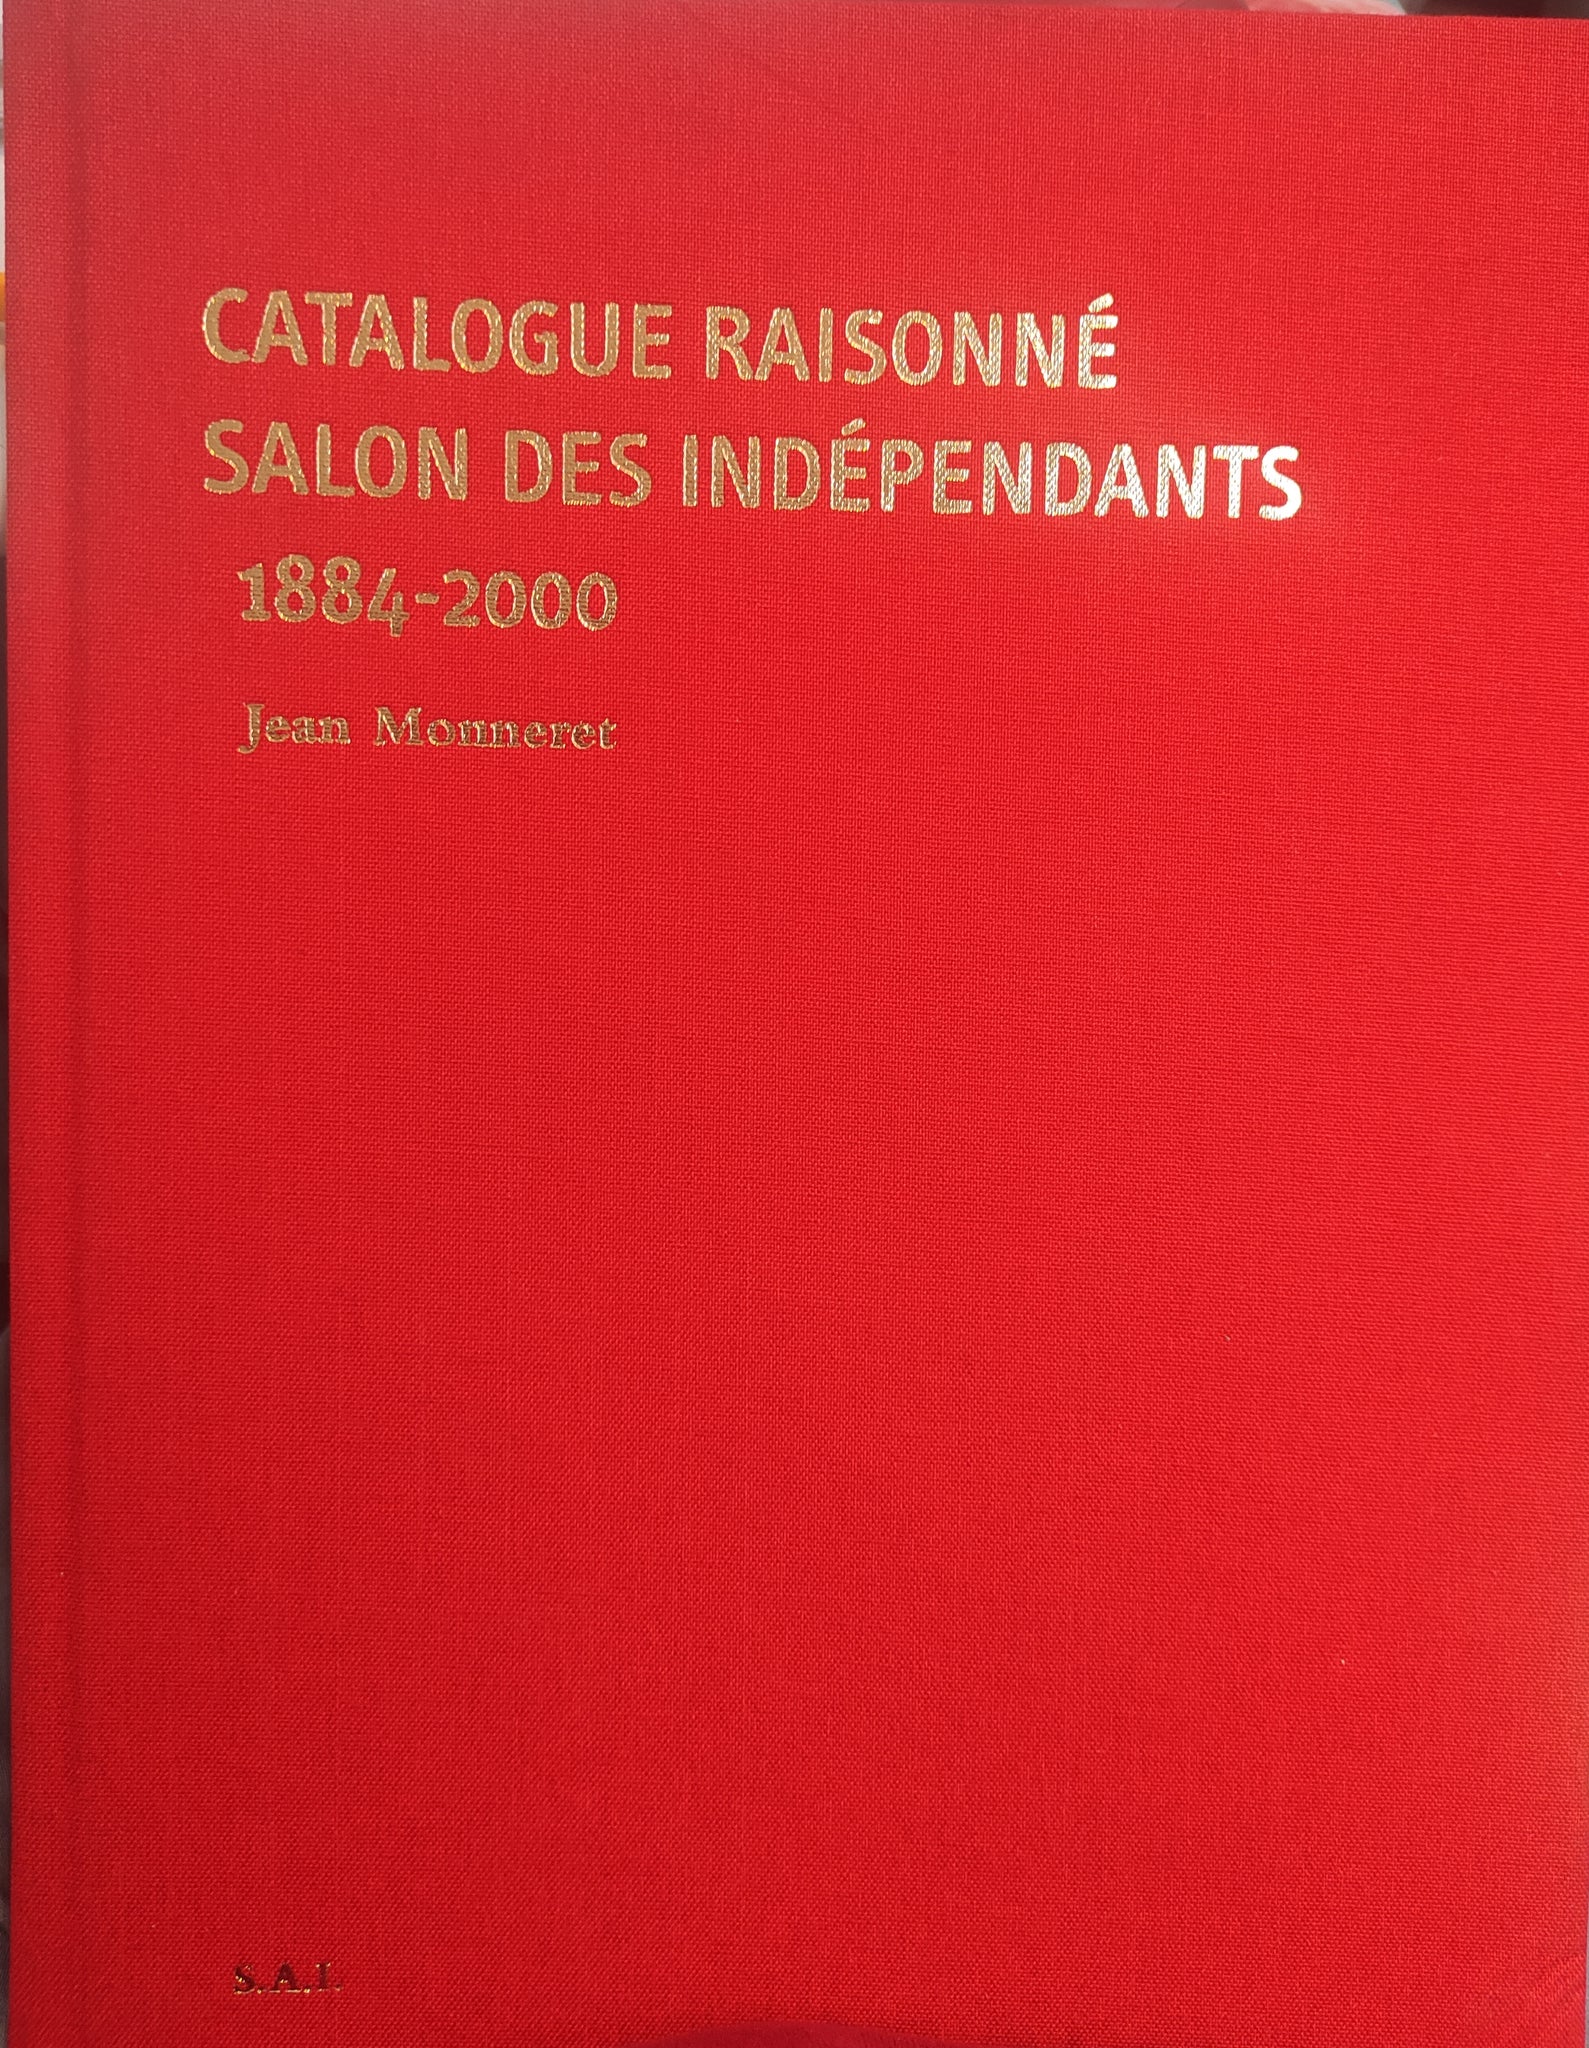 CATALOGUE RAISONNÉ
SALON DES INDÉPENDANTS
1884-2000
Jean Monneret
S.A.I.